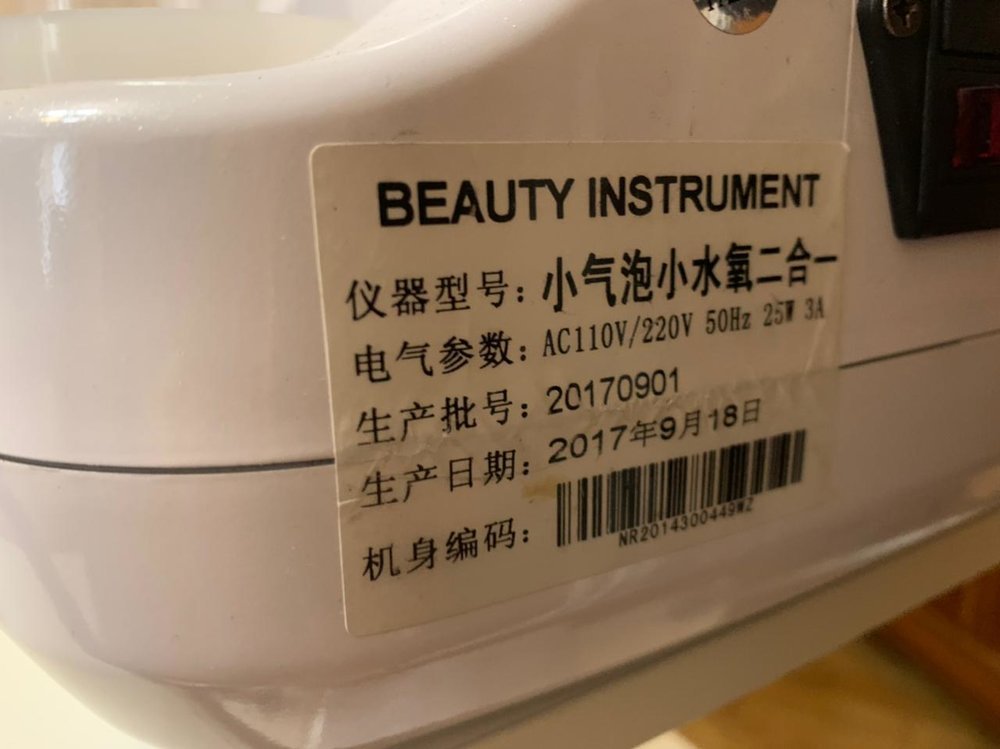 BEAUTY INSTRUMENT
仪器型号：小气泡小水氧二合一
电气参数：AC110V/220V 50Hz 25W 3A
生产批号：20170901
生产日期：2017年9月18日
机身编码：
NR2014300449WZ